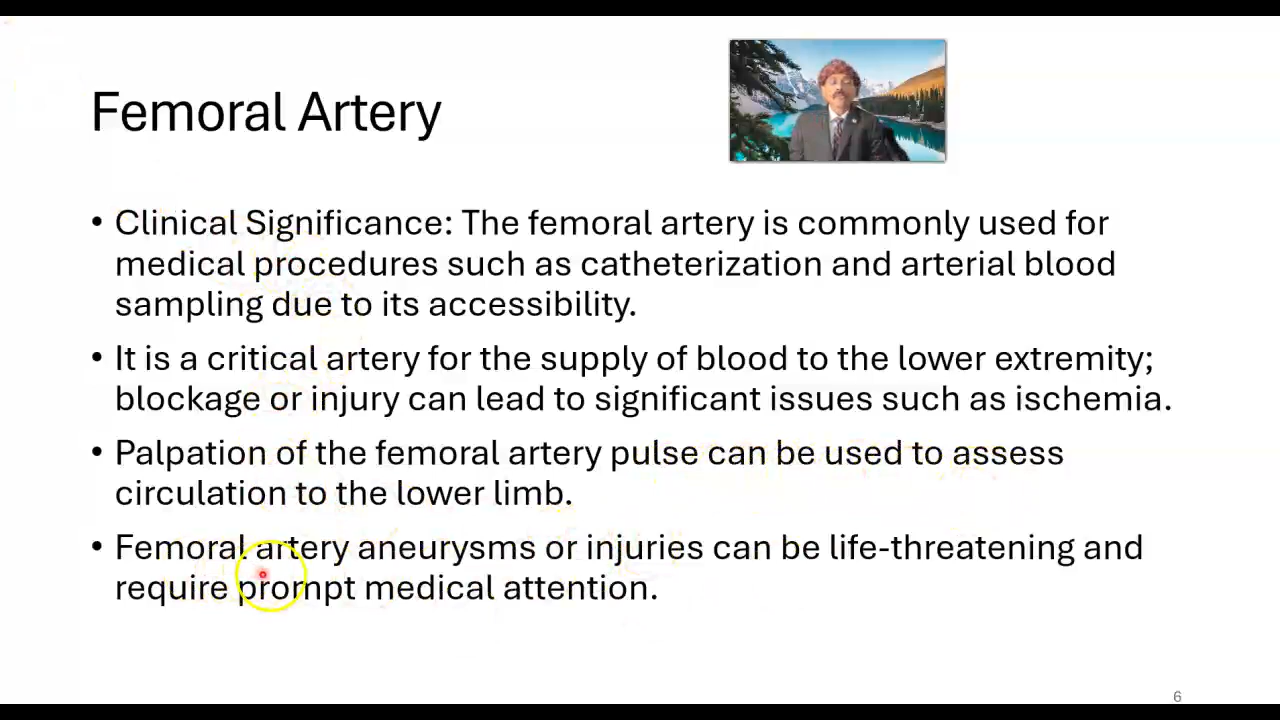 Femoral Artery
• Clinical Significance: The femoral artery is commonly used for
medical procedures such as catheterization and arterial blood
sampling due to its accessibility.
• It is a critical artery for the supply of blood to the lower extremity;
blockage or injury can lead to significant issues such as ischemia.
• Palpation of the femoral artery pulse can be used to assess
circulation to the lower limb.
• Femoral artery aneurysms or injuries can be life-threatening and
require prompt medical attention.
6